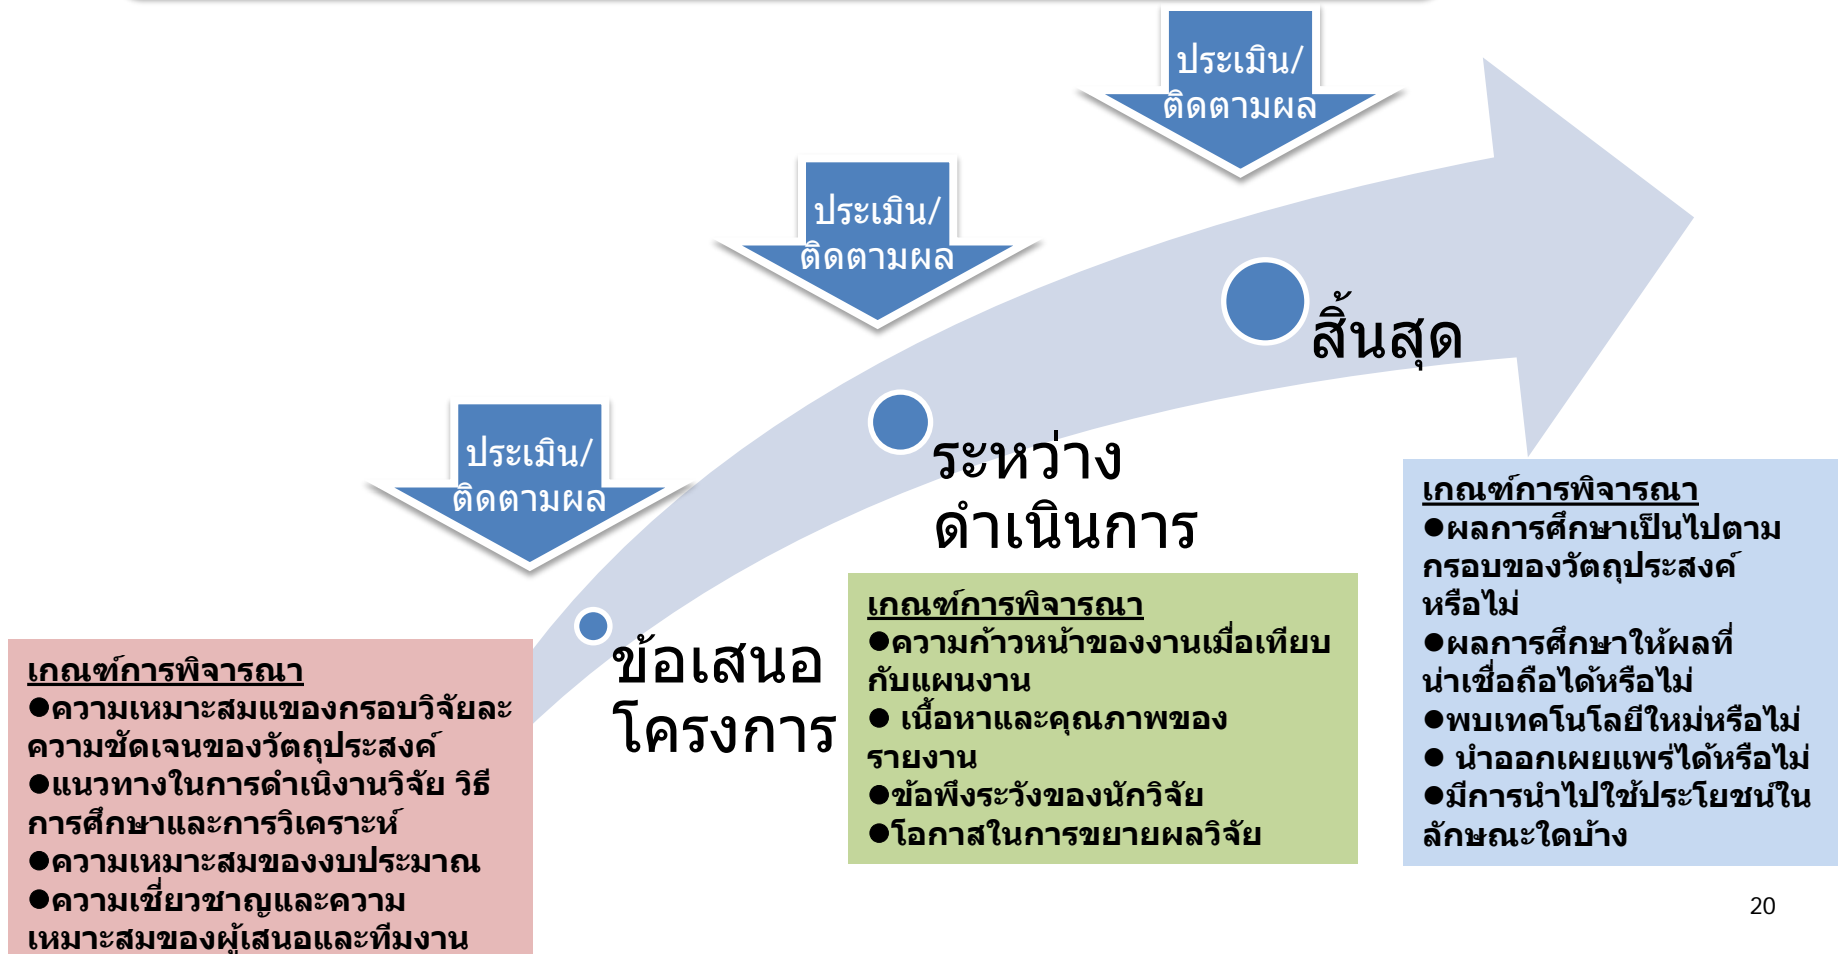 ประเมิน/
ติดตามผล
ประเมิน/
ติดตามผล
ประเมิน/
ติดตามผล
สิ้นสุด
ระหว่าง
ดำเนินการ
ข้อเสนอ
โครงการ
เกณฑ์การพิจารณา
●ความเหมาะสมแของกรอบวิจัยละ
ความชัดเจนของวัตถุประสงค์
●แนวทางในการดำเนิงานวิจัย วิธี
การศึกษาและการวิเคราะห์
●ความเหมาะสมของงบประมาณ
●ความเชี่ยวชาญและความ
เหมาะสมของผู้เสนอและทีมงาน
เกณฑ์การพิจารณา
●ความก้าวหน้าของงานเมื่อเทียบ
กับแผนงาน
● เนื้อหาและคุณภาพของ
รายงาน
●ข้อพึงระวังของนักวิจัย
●โอกาสในการขยายผลวิจัย
เกณฑ์การพิจารณา
●ผลการศึกษาเป็นไปตาม
กรอบของวัตถุประสงค์
หรือไม่
●ผลการศึกษาให้ผลที่
น่าเชื่อถือได้หรือไม่
●พบเทคโนโลยีใหม่หรือไม่
● นำออกเผยแพร่ได้หรือไม่
●มีการนำไปใช้ประโยชน์ใน
ลักษณะใดบ้าง
20